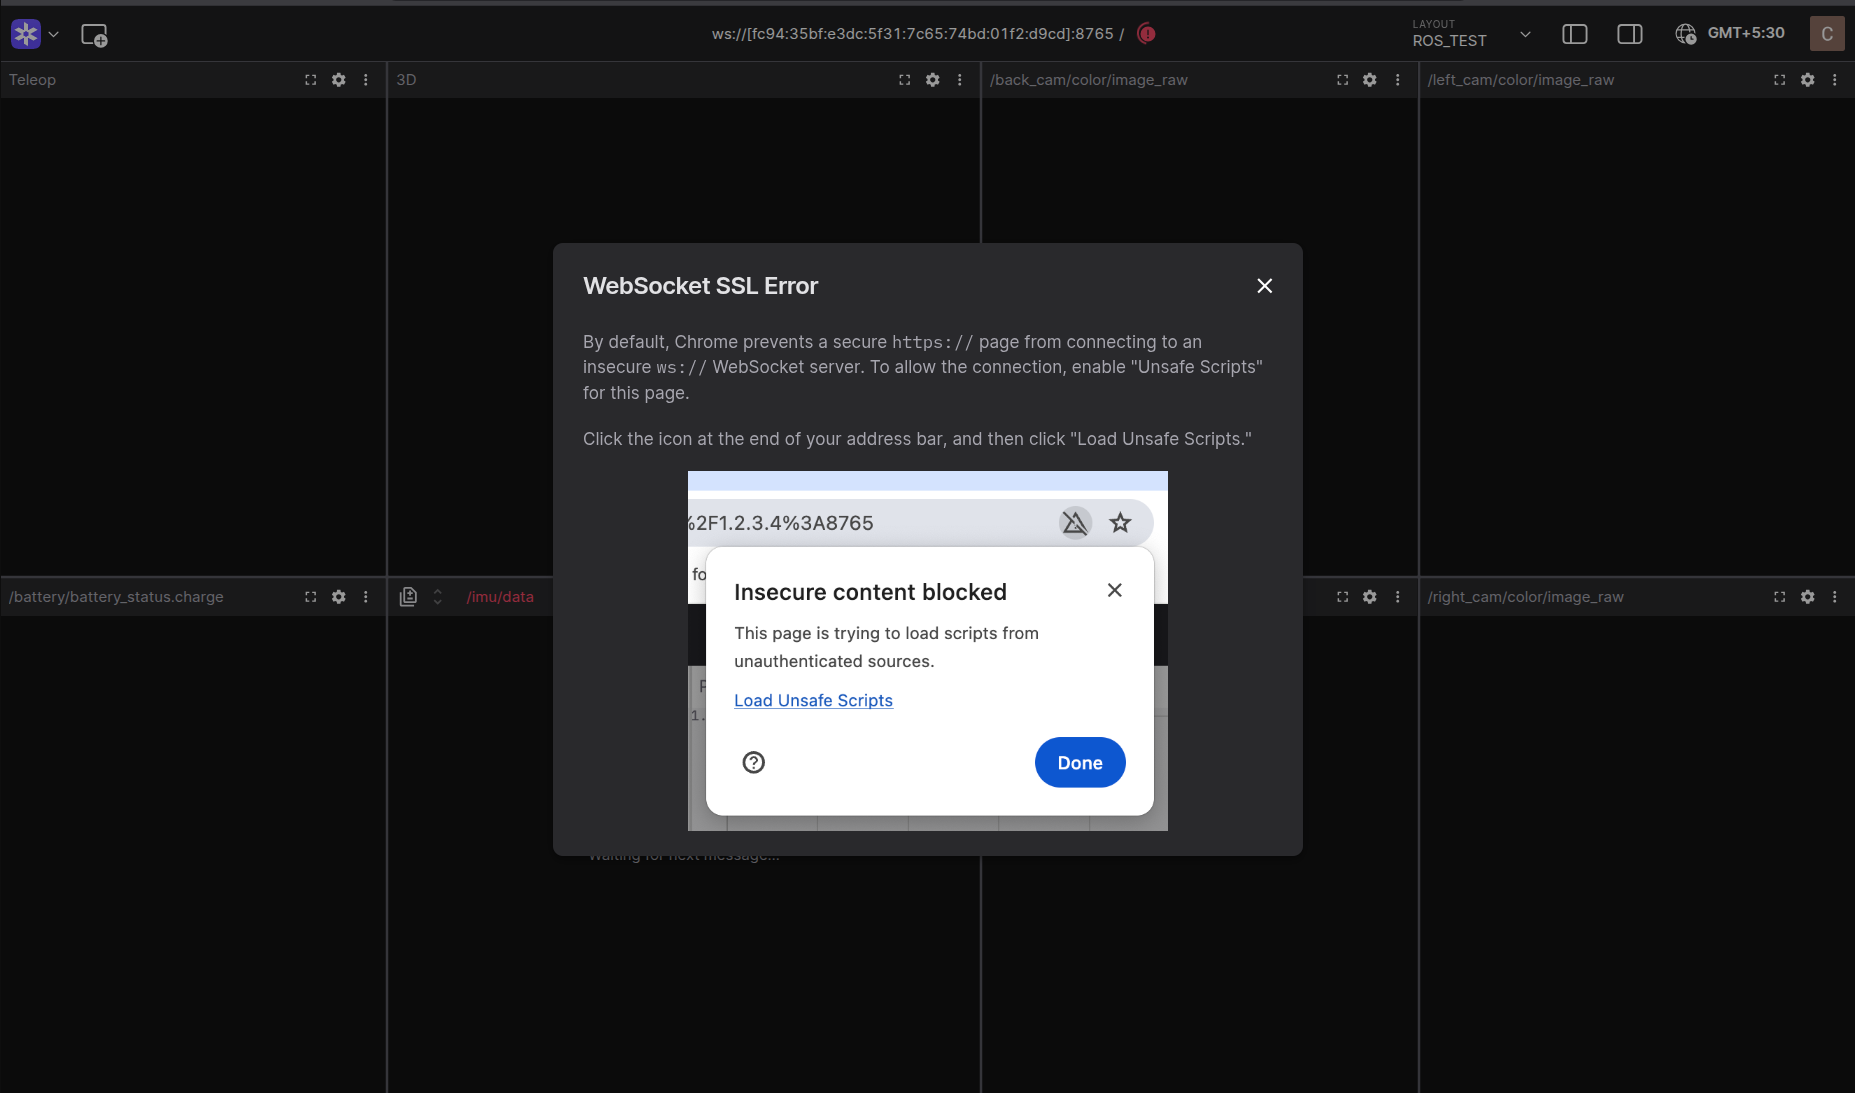 ws://[fc94:35bf:e3dc:5f31:7c65:74bd:01f2:d9cd]:8765 /
LAYOUT
ROS_TEST
GMT+5:30
C
Teleop
3D
/back_cam/color/image_raw
/left_cam/color/image_raw
WebSocket SSL Error
By default, Chrome prevents a secure https:// page from connecting to an
insecure ws:// WebSocket server. To allow the connection, enable "Unsafe Scripts"
for this page.
Click the icon at the end of your address bar, and then click "Load Unsafe Scripts."
%2F1.2.3.4%3A8765
fo
Insecure content blocked
This page is trying to load scripts from
unauthenticated sources.
Load Unsafe Scripts
1.
Done
/battery/battery_status.charge
/imu/data
/right_cam/color/image_raw
Waiting for next message...